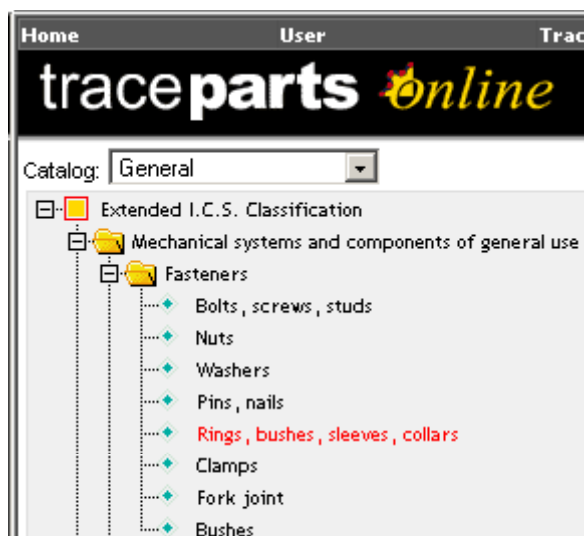 Home User Trac
traceparts Online
Catalog: General
Extended I.C.S. Classification
Mechanical systems and components of general use
Fasteners
Bolts, screws, studs
Nuts
Washers
Pins, nails
Rings, bushes, sleeves, collars
Clamps
Fork joint
Bushes